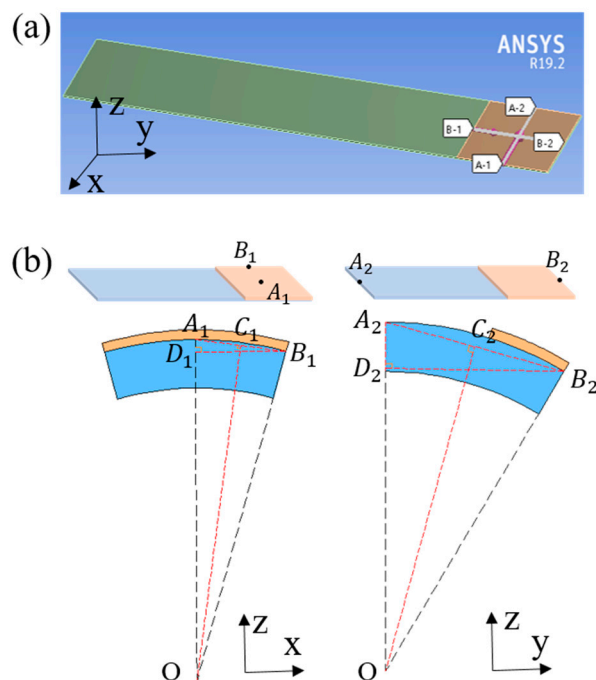 (a)
ANSYS
R19.2
A-2
B-1
B-2
A-1
z
y
x
(b)
B₁
A₁
A₂
B₂
A₁
C₁
D₁
B₁
A₂
C₂
D₂
B₂
z
x
O
z
y
O